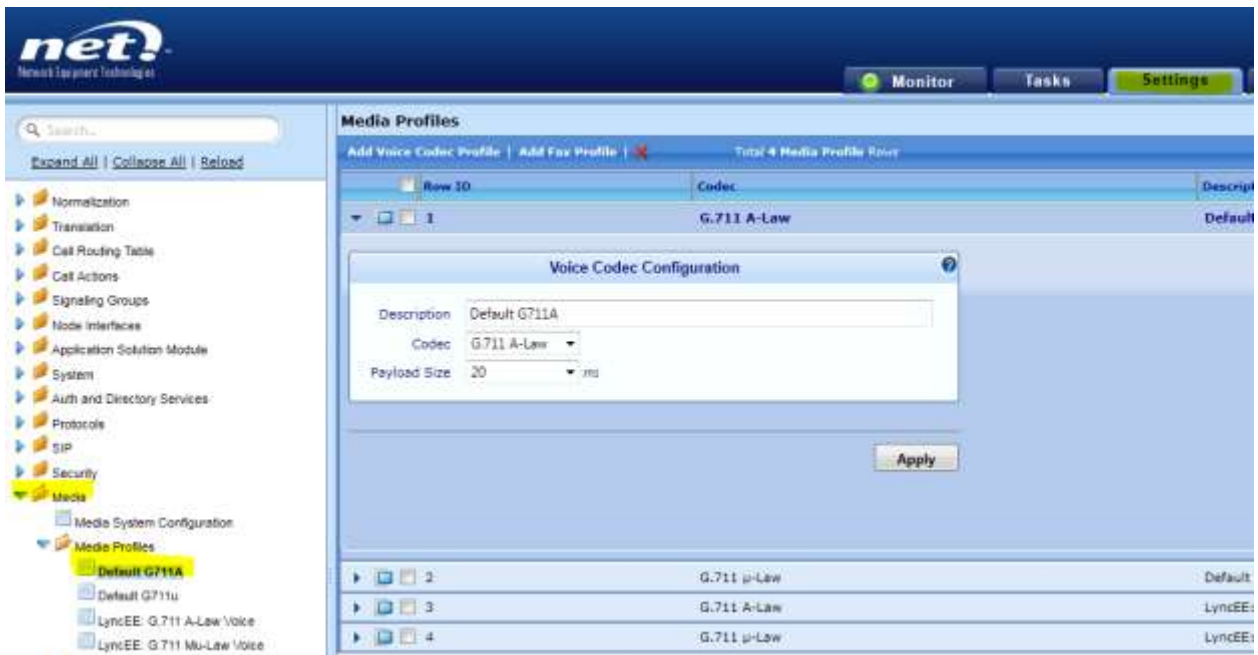 net
Network Equipment Technologies
Monitor
Tasks
Settings
Search...
Expand All | Collapse All | Reload
Normalization
Translation
Call Routing Table
Call Actions
Signaling Groups
Node Interfaces
Application Solution Module
System
Auth and Directory Services
Protocols
SIP
Security
Media
Media System Configuration
Media Profiles
Default G711A
Default G711u
LyncEE: G.711 A-Law Voice
LyncEE: G.711 Mu-Law Voice
Media Profiles
Add Voice Codec Profile | Add Fax Profile |
Total 4 Media Profile Rows
Row ID Codec Descript
1 G.711 A-Law Default
Voice Codec Configuration
Description Default G711A
Codec G.711 A-Law
Payload Size 20 ms
Apply
2 G.711 µ-Law Default
3 G.711 A-Law LyncEE:
4 G.711 µ-Law LyncEE: